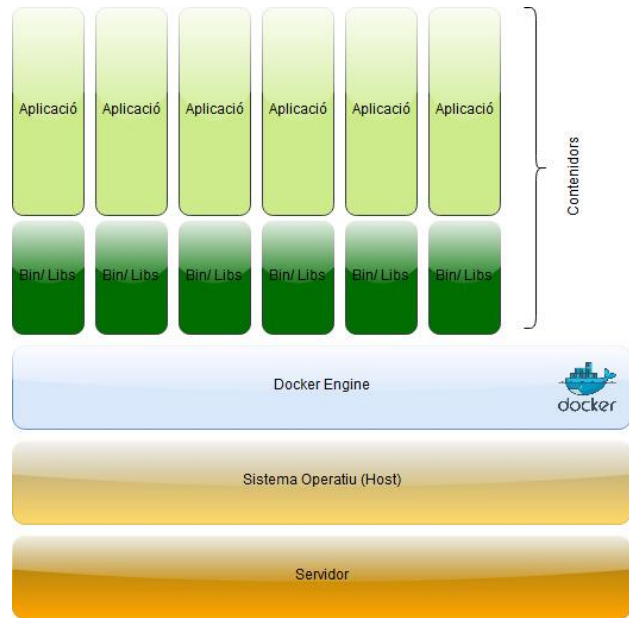 Aplicació Aplicació Aplicació Aplicació Aplicació Aplicació
Contenidors
Bin/ Libs Bin/ Libs Bin/ Libs Bin/ Libs Bin/ Libs Bin/ Libs
Docker Engine
docker
Sistema Operatiu (Host)
Servidor